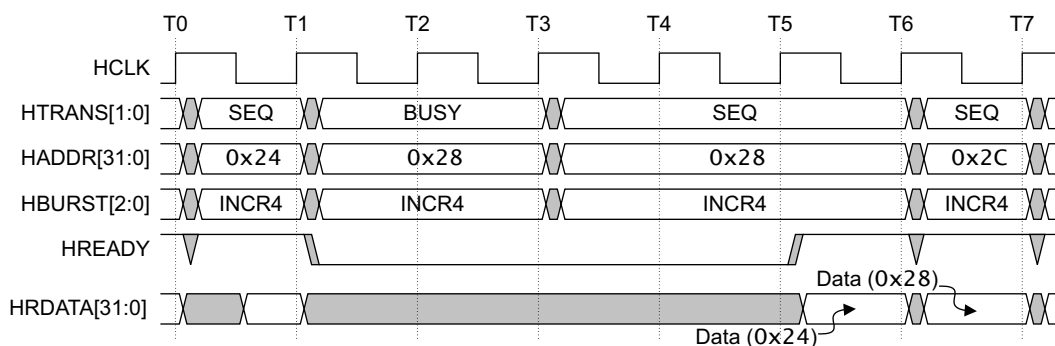 T0 T1 T2 T3 T4 T5 T6 T7
HCLK
HTRANS[1:0] SEQ BUSY SEQ SEQ
HADDR[31:0] 0x24 0x28 0x28 0x2C
HBURST[2:0] INCR4 INCR4 INCR4 INCR4
HREADY
Data (0x28)
HRDATA[31:0]
Data (0x24)